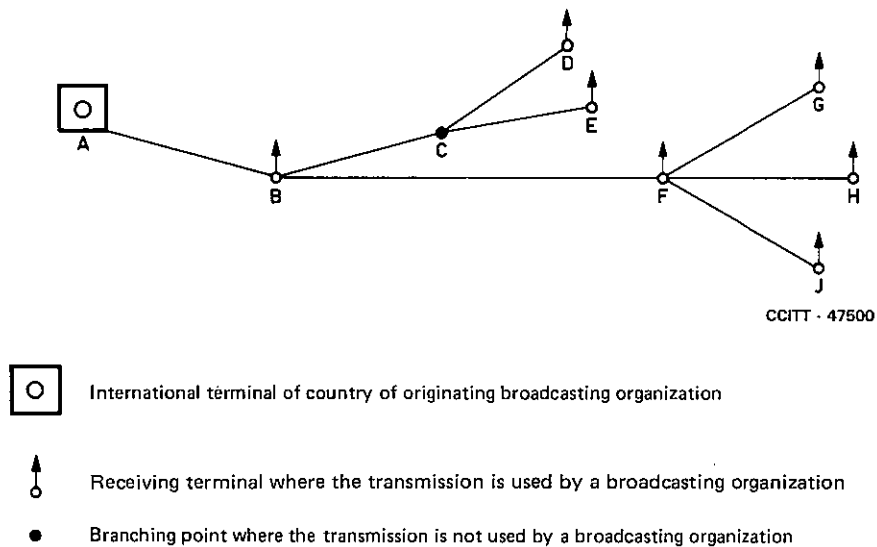 D
E
G
A
C
B
F
H
J
CCITT - 47500
International terminal of country of originating broadcasting organization
Receiving terminal where the transmission is used by a broadcasting organization
Branching point where the transmission is not used by a broadcasting organization